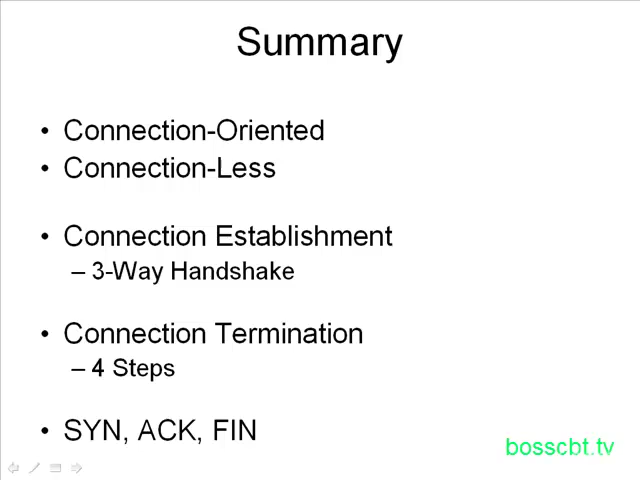 Summary
• Connection-Oriented
• Connection-Less
• Connection Establishment
– 3-Way Handshake
• Connection Termination
– 4 Steps
• SYN, ACK, FIN
bosscbt.tv